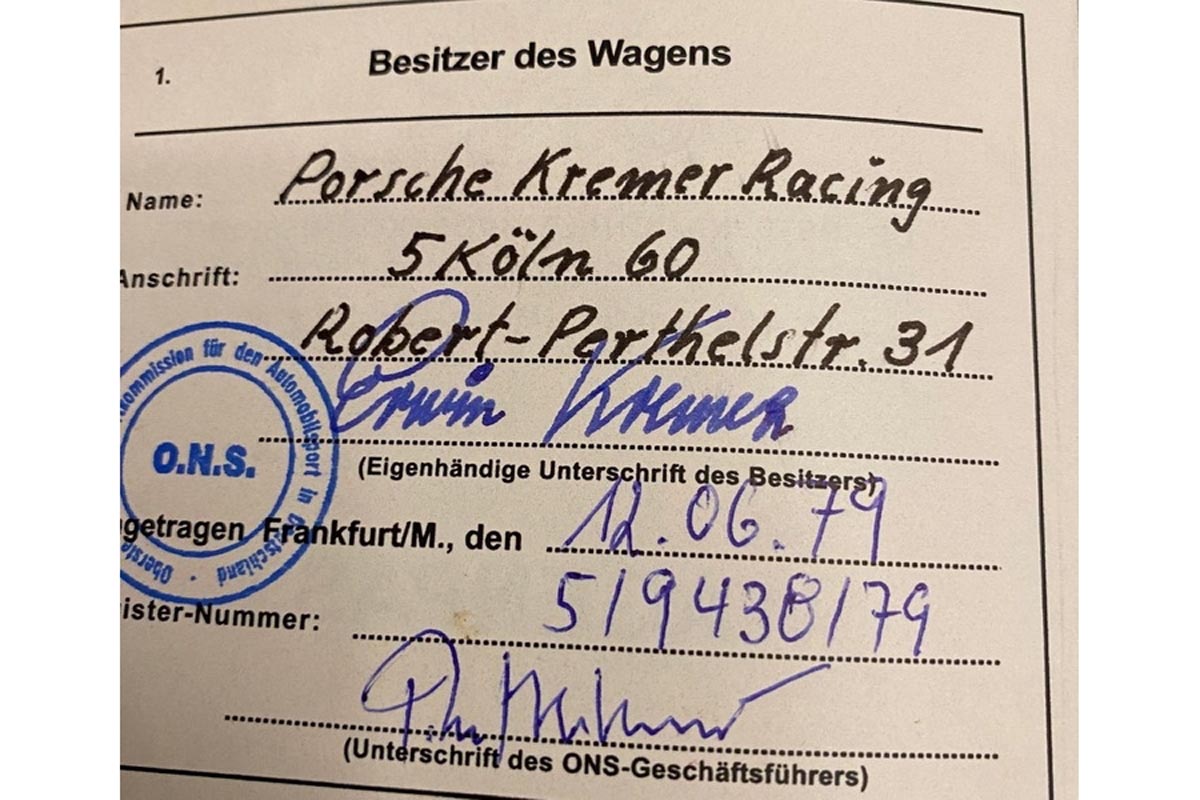 1. Besitzer des Wagens
Name: Porsche Kremer Racing
Anschrift: 5 Köln 60
Robert-Perthelstr. 31
Erwin Kremer
(Eigenhändige Unterschrift des Besitzers)
getragen Frankfurt/M., den 12.06.79
ister-Nummer: 5/9438/79
(Unterschrift des ONS-Geschäftsführers)
Oberste
kommission für den Automobilsport in Deutschland
O.N.S.